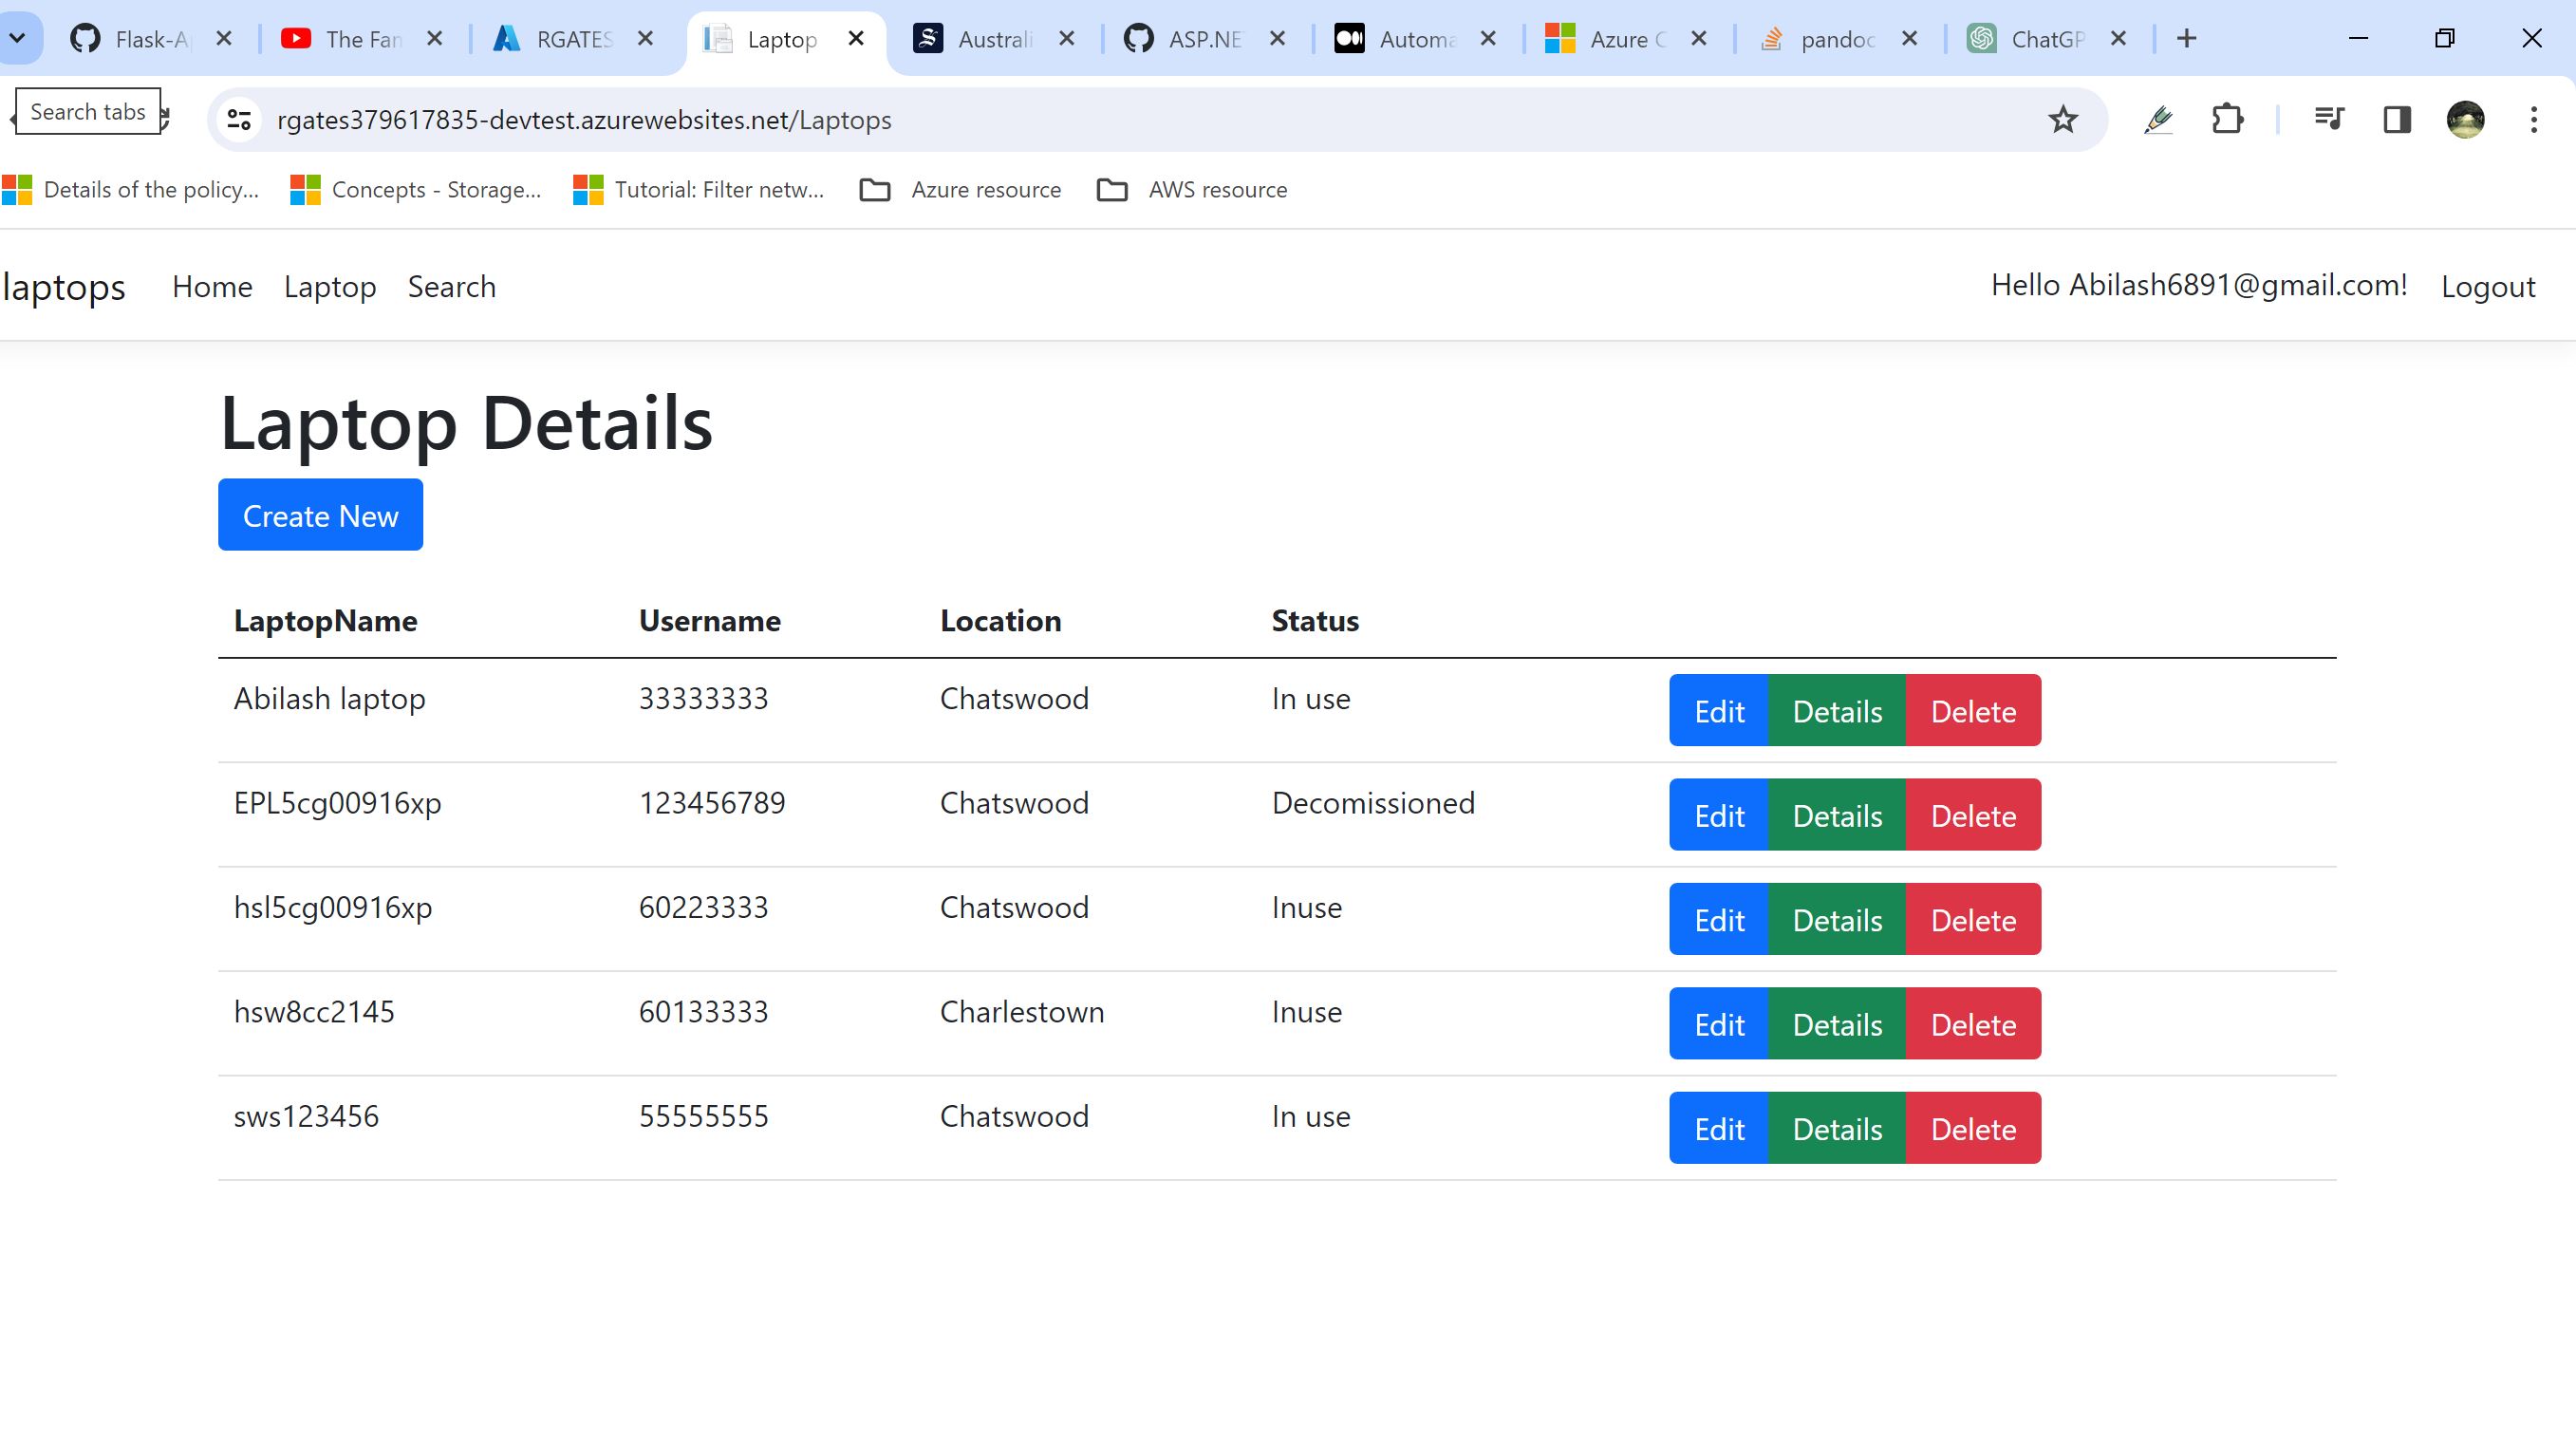 Flask-A The Fan RGATES Laptop Australi ASP.NE Automa Azure C pandoc ChatGP
Search tabs rgates379617835-devtest.azurewebsites.net/Laptops
Details of the policy... Concepts - Storage... Tutorial: Filter netw... Azure resource AWS resource
laptops Home Laptop Search Hello Abilash6891@gmail.com! Logout
Laptop Details
Create New
LaptopName Username Location Status
Abilash laptop 33333333 Chatswood In use Edit Details Delete
EPL5cg00916xp 123456789 Chatswood Decomissioned Edit Details Delete
hsl5cg00916xp 60223333 Chatswood Inuse Edit Details Delete
hsw8cc2145 60133333 Charlestown Inuse Edit Details Delete
sws123456 55555555 Chatswood In use Edit Details Delete